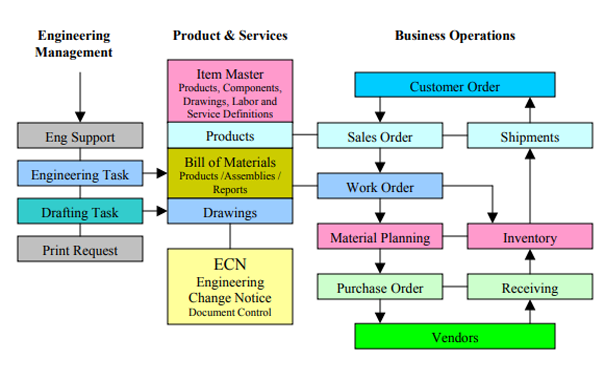 Engineering
Management
Product & Services
Business Operations
Item Master
Products, Components,
Drawings, Labor and
Service Definitions
Customer Order
Eng Support
Products
Sales Order
Shipments
Bill of Materials
Products /Assemblies /
Reports
Engineering Task
Work Order
Drafting Task
Drawings
Material Planning
Inventory
Print Request
ECN
Engineering
Change Notice
Document Control
Purchase Order
Receiving
Vendors